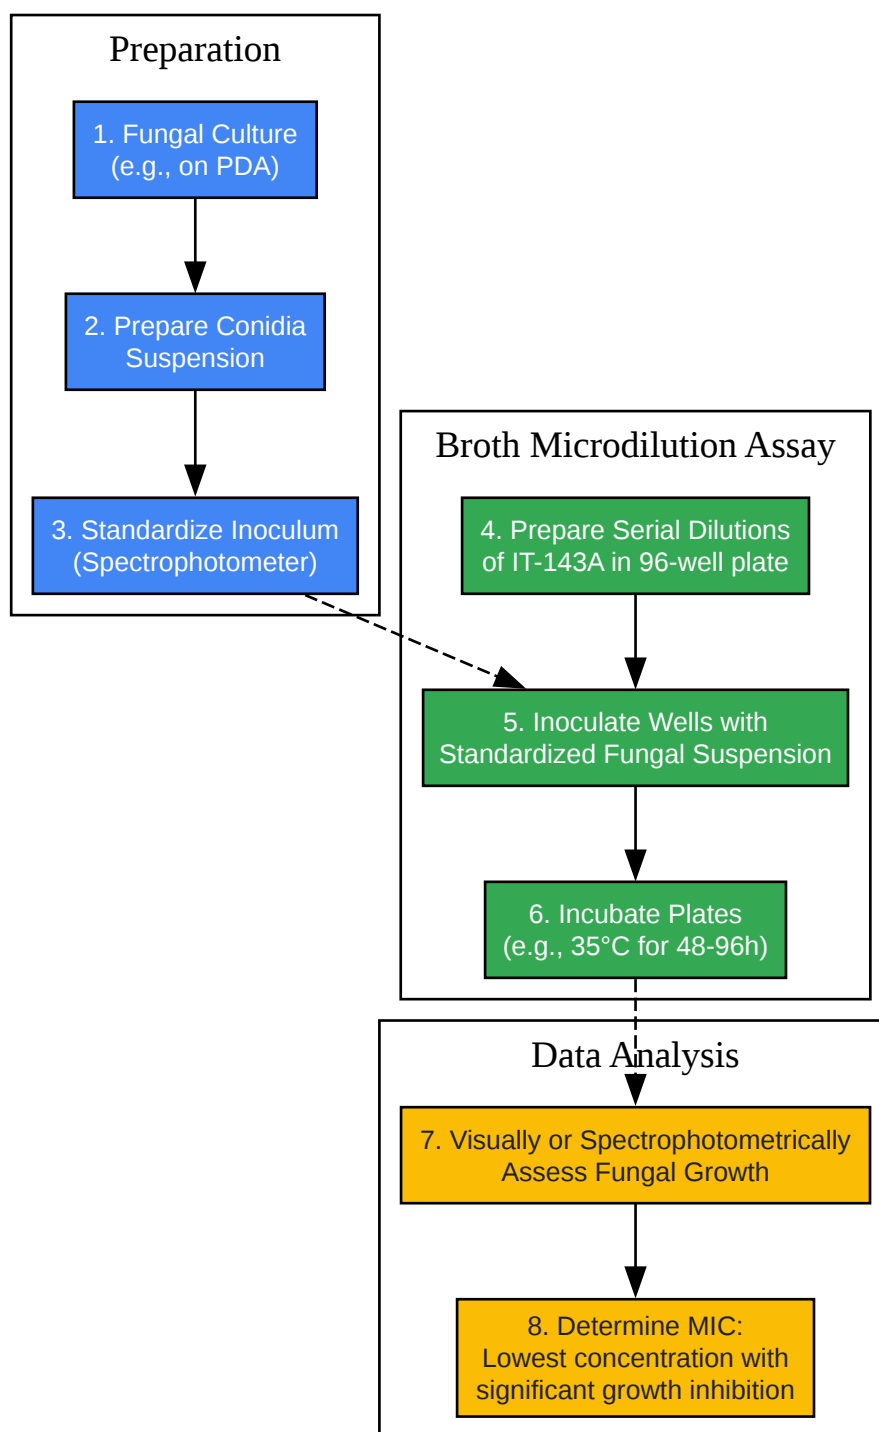 Preparation
1. Fungal Culture
(e.g., on PDA)
2. Prepare Conidia
Suspension
3. Standardize Inoculum
(Spectrophotometer)
Broth Microdilution Assay
4. Prepare Serial Dilutions
of IT-143A in 96-well plate
5. Inoculate Wells with
Standardized Fungal Suspension
6. Incubate Plates
(e.g., 35°C for 48-96h)
Data Analysis
7. Visually or Spectrophotometrically
Assess Fungal Growth
8. Determine MIC:
Lowest concentration with
significant growth inhibition